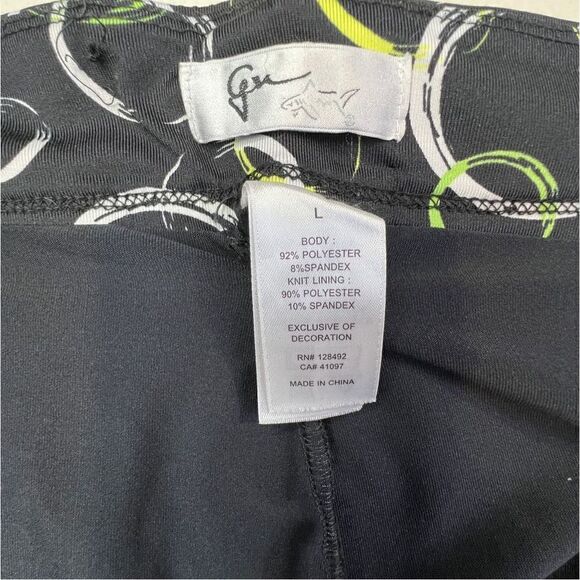 L
BODY :
92% POLYESTER
8%SPANDEX
KNIT LINING :
90% POLYESTER
10% SPANDEX
EXCLUSIVE OF
DECORATION
RN# 128492
CA# 41097
MADE IN CHINA